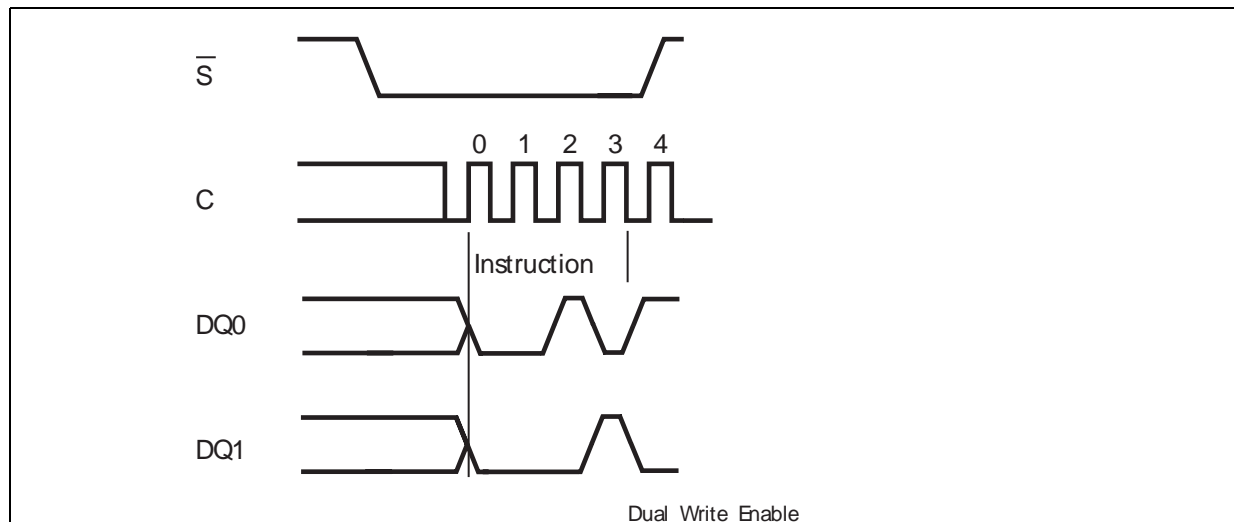 S̅
0 1 2 3 4
C
Instruction
DQ0
DQ1
Dual Write Enable